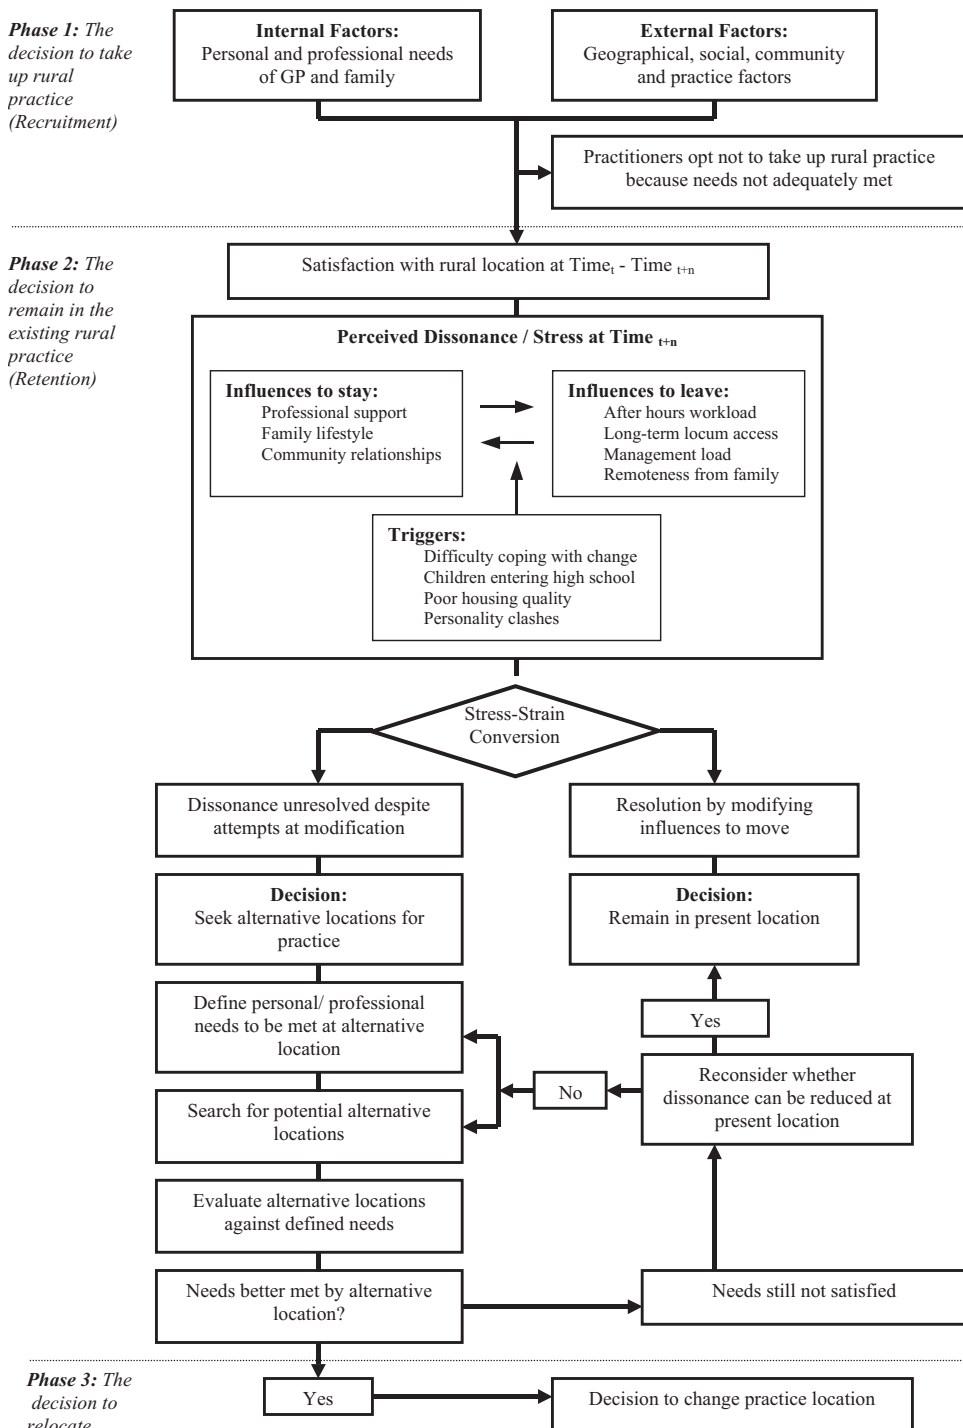 Phase 1: The
decision to take
up rural
practice
(Recruitment)
Internal Factors:
Personal and professional needs
of GP and family
External Factors:
Geographical, social, community
and practice factors
Practitioners opt not to take up rural practice
because needs not adequately met
Phase 2: The
decision to
remain in the
existing rural
practice
(Retention)
Satisfaction with rural location at Time t - Time t+n
Perceived Dissonance / Stress at Time t+n
Influences to stay:
Professional support
Family lifestyle
Community relationships
Influences to leave:
After hours workload
Long-term locum access
Management load
Remoteness from family
Triggers:
Difficulty coping with change
Children entering high school
Poor housing quality
Personality clashes
Stress-Strain
Conversion
Dissonance unresolved despite
attempts at modification
Resolution by modifying
influences to move
Decision:
Seek alternative locations for
practice
Decision:
Remain in present location
Define personal/ professional
needs to be met at alternative
location
Yes
Reconsider whether
dissonance can be reduced at
present location
No
Search for potential alternative
locations
Evaluate alternative locations
against defined needs
Needs better met by alternative
location?
Needs still not satisfied
Phase 3: The
decision to
relocate
Yes
Decision to change practice location